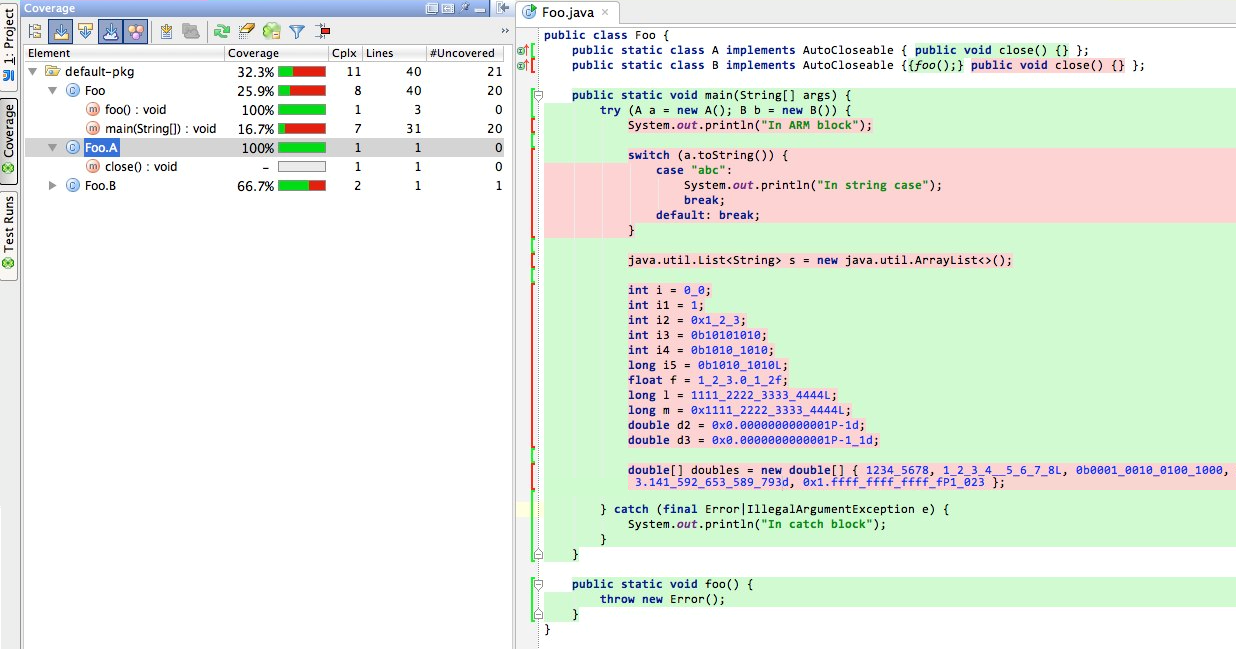 Coverage
1: Project
Coverage
Test Runs
Element Coverage Cplx Lines #Uncovered
default-pkg 32.3% 11 40 21
Foo 25.9% 8 40 20
foo() : void 100% 1 3 0
main(String[]) : void 16.7% 7 31 20
Foo.A 100% 1 1 0
close() : void – 1 1 0
Foo.B 66.7% 2 1 1
Foo.java
public class Foo {
public static class A implements AutoCloseable { public void close() {} };
public static class B implements AutoCloseable {{foo();} public void close() {} };
public static void main(String[] args) {
try (A a = new A(); B b = new B()) {
System.out.println("In ARM block");
switch (a.toString()) {
case "abc":
System.out.println("In string case");
break;
default: break;
}
java.util.List<String> s = new java.util.ArrayList<>();
int i = 0_0;
int i1 = 1;
int i2 = 0x1_2_3;
int i3 = 0b10101010;
int i4 = 0b1010_1010;
long i5 = 0b1010_1010L;
float f = 1_2_3.0_1_2f;
long l = 1111_2222_3333_4444L;
long m = 0x1111_2222_3333_4444L;
double d2 = 0x0.0000000000001P-1d;
double d3 = 0x0.0000000000001P-1_1d;
double[] doubles = new double[] { 1234_5678, 1_2_3_4__5_6_7_8L, 0b0001_0010_0100_1000,
3.141_592_653_589_793d, 0x1.ffff_ffff_ffff_fP1_023 };
} catch (final Error|IllegalArgumentException e) {
System.out.println("In catch block");
}
}
public static void foo() {
throw new Error();
}
}